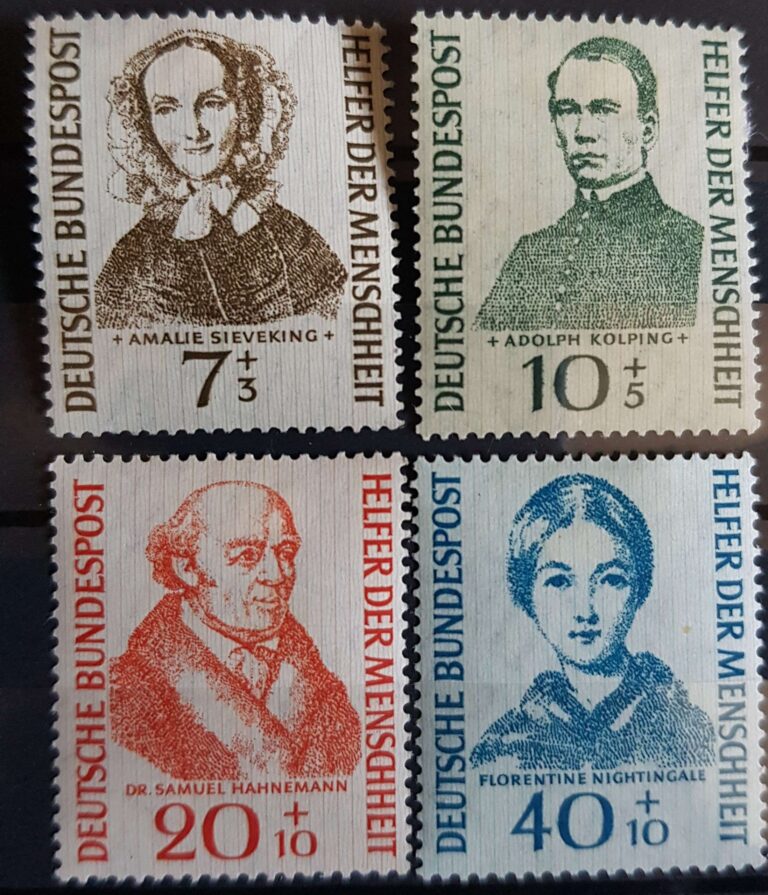 DEUTSCHE BUNDESPOST
HELFER DER MENSCHHEIT
+ AMALIE SIEVEKING +
7 + 3
DEUTSCHE BUNDESPOST
HELFER DER MENSCHHEIT
+ ADOLPH KOLPING +
10 + 5
DEUTSCHE BUNDESPOST
HELFER DER MENSCHHEIT
DR. SAMUEL HAHNEMANN
20 + 10
DEUTSCHE BUNDESPOST
HELFER DER MENSCHHEIT
FLORENTINE NIGHTINGALE
40 + 10